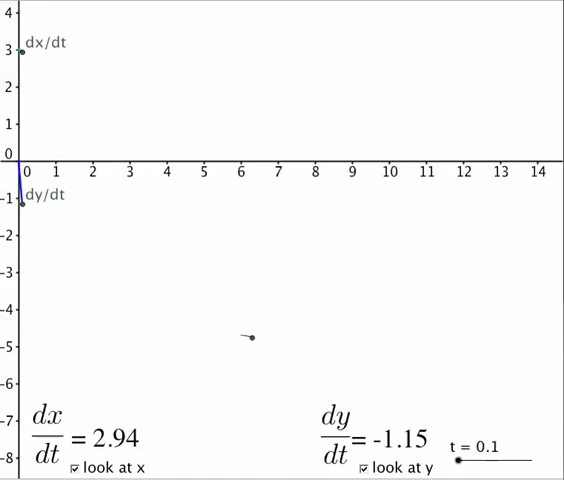 4
3
dx/dt
2
1
0
0 1 2 3 4 5 6 7 8 9 10 11 12 13 14
-1
dy/dt
-2
-3
-4
-5
-6
-7
-8
dx/dt = 2.94
look at x
dy/dt = -1.15
look at y
t = 0.1